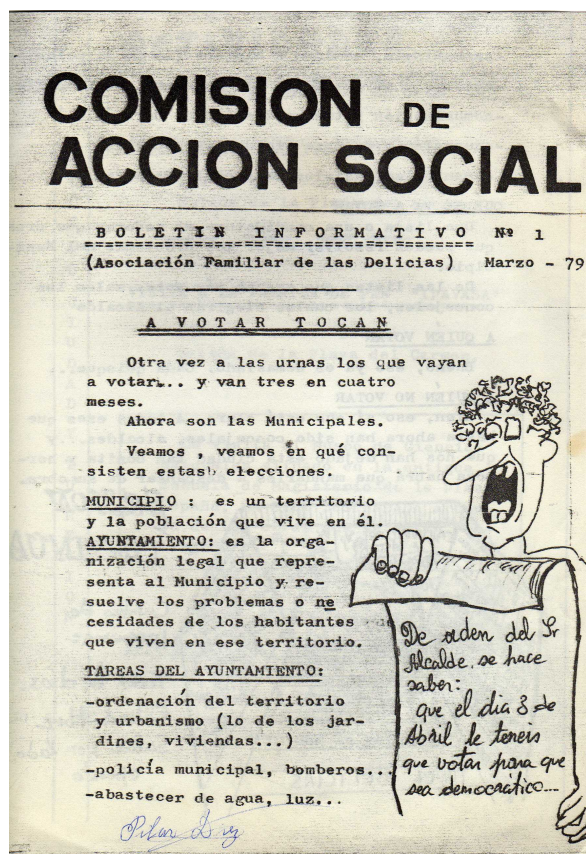 COMISION DE
ACCION SOCIAL
BOLETIN INFORMATIVO Nº 1
(Asociación Familiar de las Delicias) Marzo - 79
A VOTAR TOCAN
Otra vez a las urnas los que vayan
a votar... y van tres en cuatro
meses.
Ahora son las Municipales.
Veamos , veamos en qué con-
sisten estas elecciones.
MUNICIPIO : es un territorio
y la población que vive en él.
AYUNTAMIENTO: es la orga-
nización legal que repre-
senta al Municipio y re-
suelve los problemas o ne
cesidades de los habitantes
que viven en ese territorio.
TAREAS DEL AYUNTAMIENTO:
-ordenación del territorio
y urbanismo (lo de los jar-
dines, viviendas...)
-policía municipal, bomberos...
-abastecer de agua, luz...
De orden del Sr
Alcalde, se hace
saber:
que el dia 3 de
Abril le teneis
que votar para que
sea democrático...
Pilar